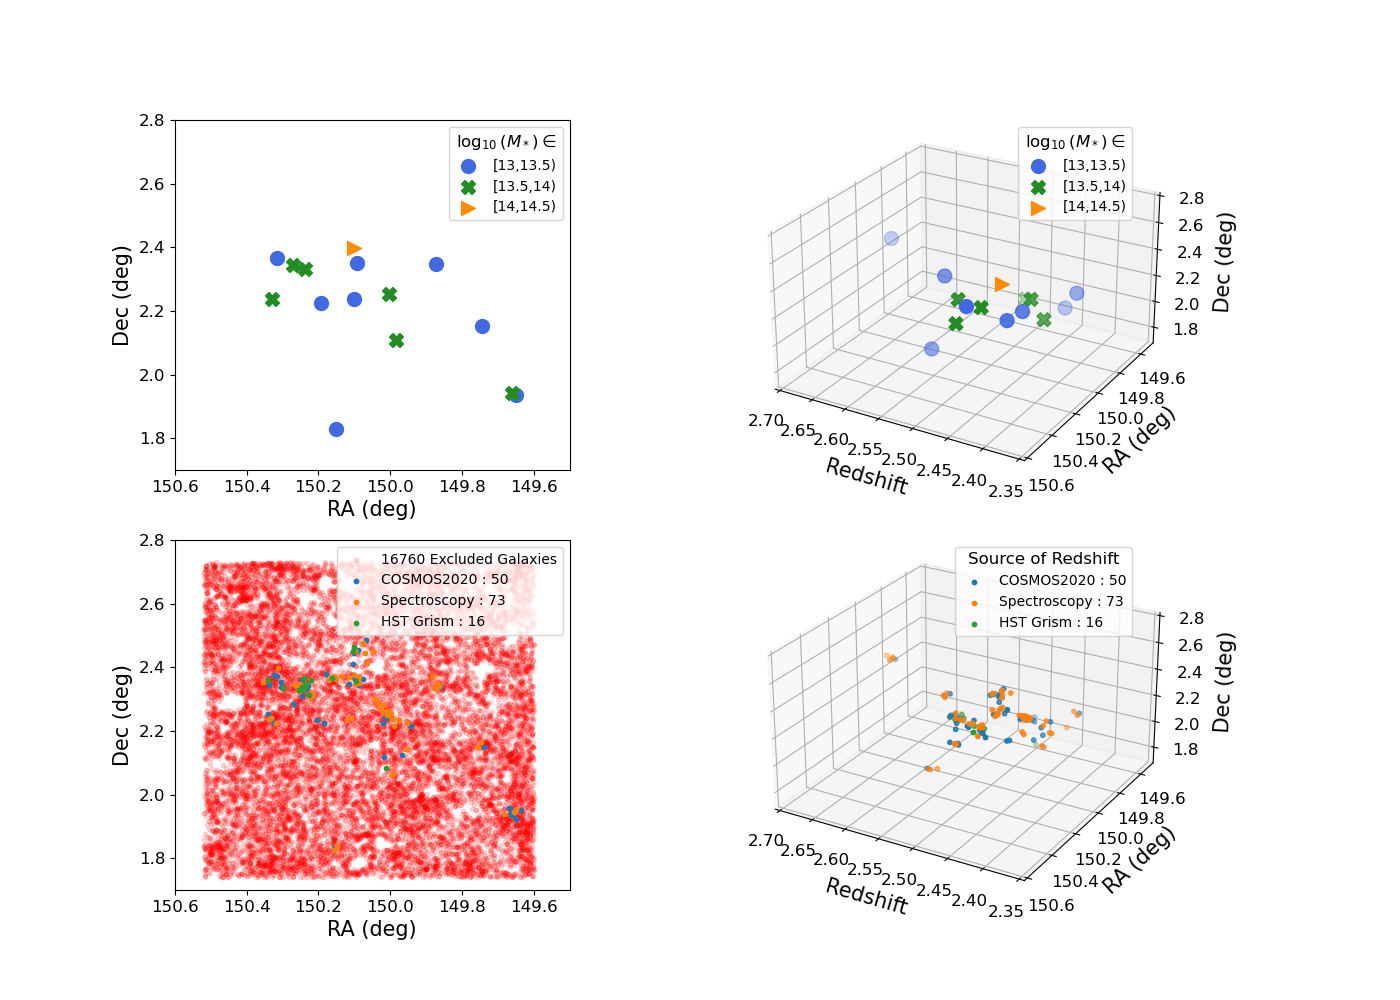 2.8
2.6
2.4
2.2
2.0
1.8
Dec (deg)
150.6 150.4 150.2 150.0 149.8 149.6
RA (deg)
log₁₀ (M*) ∈
[13,13.5)
[13.5,14)
[14,14.5)
log₁₀ (M*) ∈
[13,13.5)
[13.5,14)
[14,14.5)
2.8
2.6
2.4
2.2
2.0
1.8
Dec (deg)
149.6
149.8
150.0
150.2
150.4
150.6
RA (deg)
2.70 2.65 2.60 2.55 2.50 2.45 2.40 2.35
Redshift
2.8
2.6
2.4
2.2
2.0
1.8
Dec (deg)
150.6 150.4 150.2 150.0 149.8 149.6
RA (deg)
16760 Excluded Galaxies
COSMOS2020 : 50
Spectroscopy : 73
HST Grism : 16
Source of Redshift
COSMOS2020 : 50
Spectroscopy : 73
HST Grism : 16
2.8
2.6
2.4
2.2
2.0
1.8
Dec (deg)
149.6
149.8
150.0
150.2
150.4
150.6
RA (deg)
2.70 2.65 2.60 2.55 2.50 2.45 2.40 2.35
Redshift